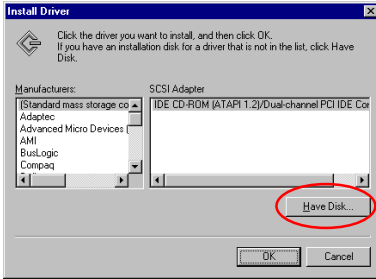 Install Driver
Click the driver you want to install, and then click OK.
If you have an installation disk for a driver that is not in the list, click Have
Disk.
Manufacturers:
SCSI Adapter
(Standard mass storage co
Adaptec
Advanced Micro Devices (
AMI
BusLogic
Compaq
IDE CD-ROM (ATAPI 1.2)/Dual-channel PCI IDE Cor
Have Disk...
OK
Cancel